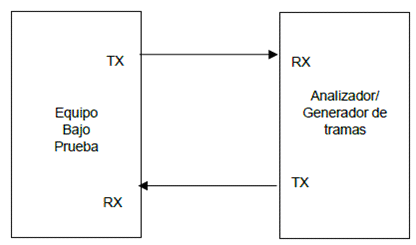 TX
RX
Equipo
Bajo
Prueba
Analizador/
Generador de
tramas
RX
TX